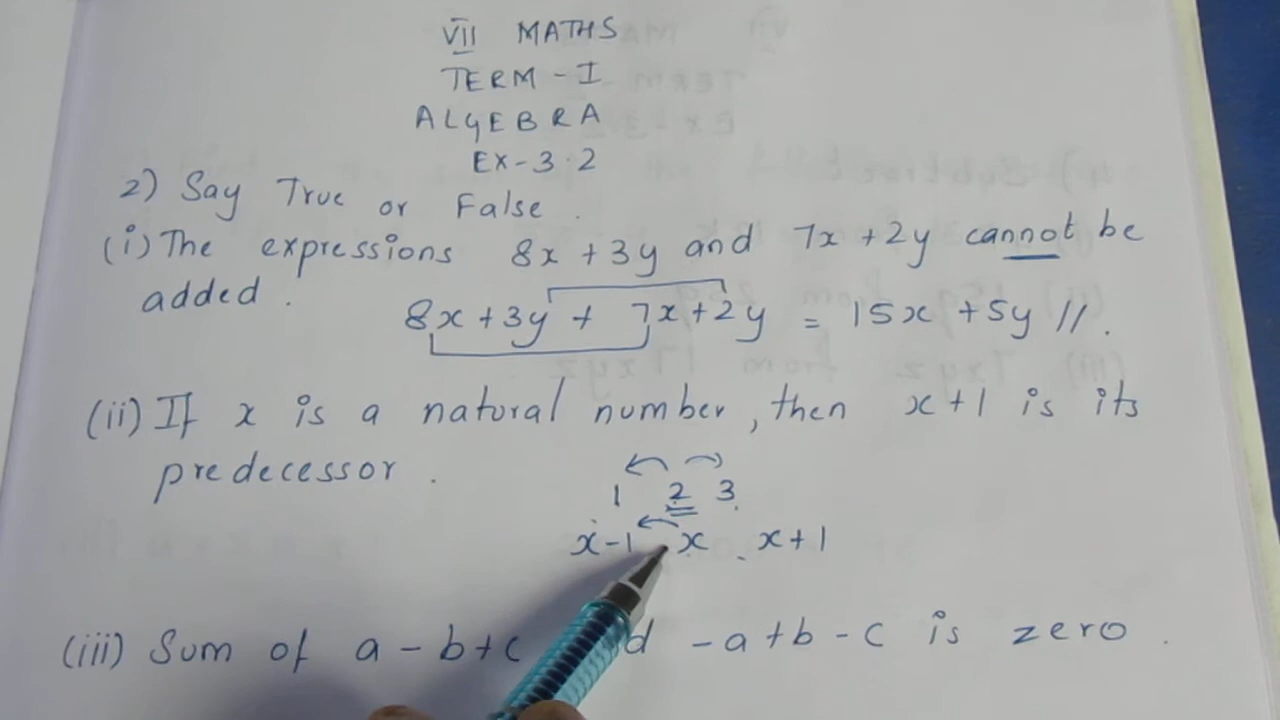 VII MATHS
TERM - I
ALGEBRA
EX - 3.2
2) Say True or False.
(i) The expressions 8x + 3y and 7x + 2y cannot be
added.
8x + 3y + 7x + 2y = 15x + 5y //.
(ii) If x is a natural number, then x + 1 is its
predecessor.
1 2 3
x - 1 x x + 1
(iii) Sum of a - b + c d - a + b - c is zero.